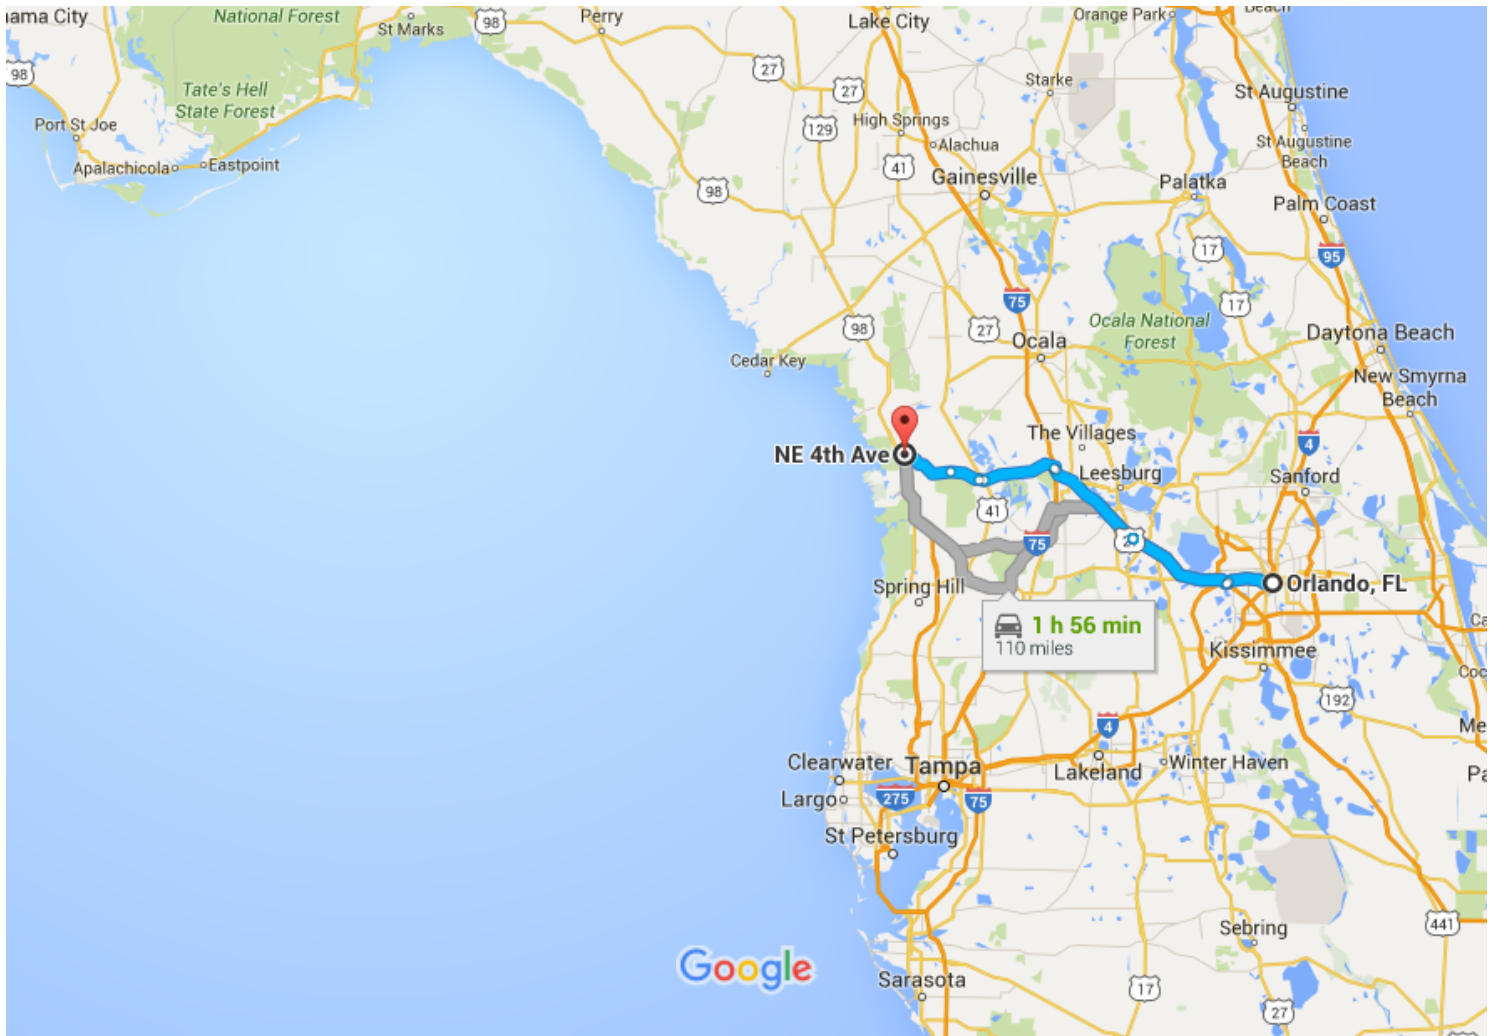 ama City
National Forest
98
Perry
Lake City
Orange Park
Beach
St Marks
98
27
27
Starke
St Augustine
Tate's Hell
State Forest
Port St Joe
Apalachicola
Eastpoint
129
High Springs
Alachua
St Augustine
Beach
41
Gainesville
98
Palatka
Palm Coast
17
95
75
17
98
27
Ocala National
Forest
Ocala
Daytona Beach
Cedar Key
New Smyrna
Beach
NE 4th Ave
The Villages
4
Leesburg
Sanford
41
75
27
Spring Hill
Orlando, FL
1 h 56 min
110 miles
Ca
Kissimmee
Coc
192
4
Me
Clearwater
Tampa
Lakeland
Winter Haven
Pa
Largo
275
75
St Petersburg
441
Sebring
Google
Sarasota
17
27